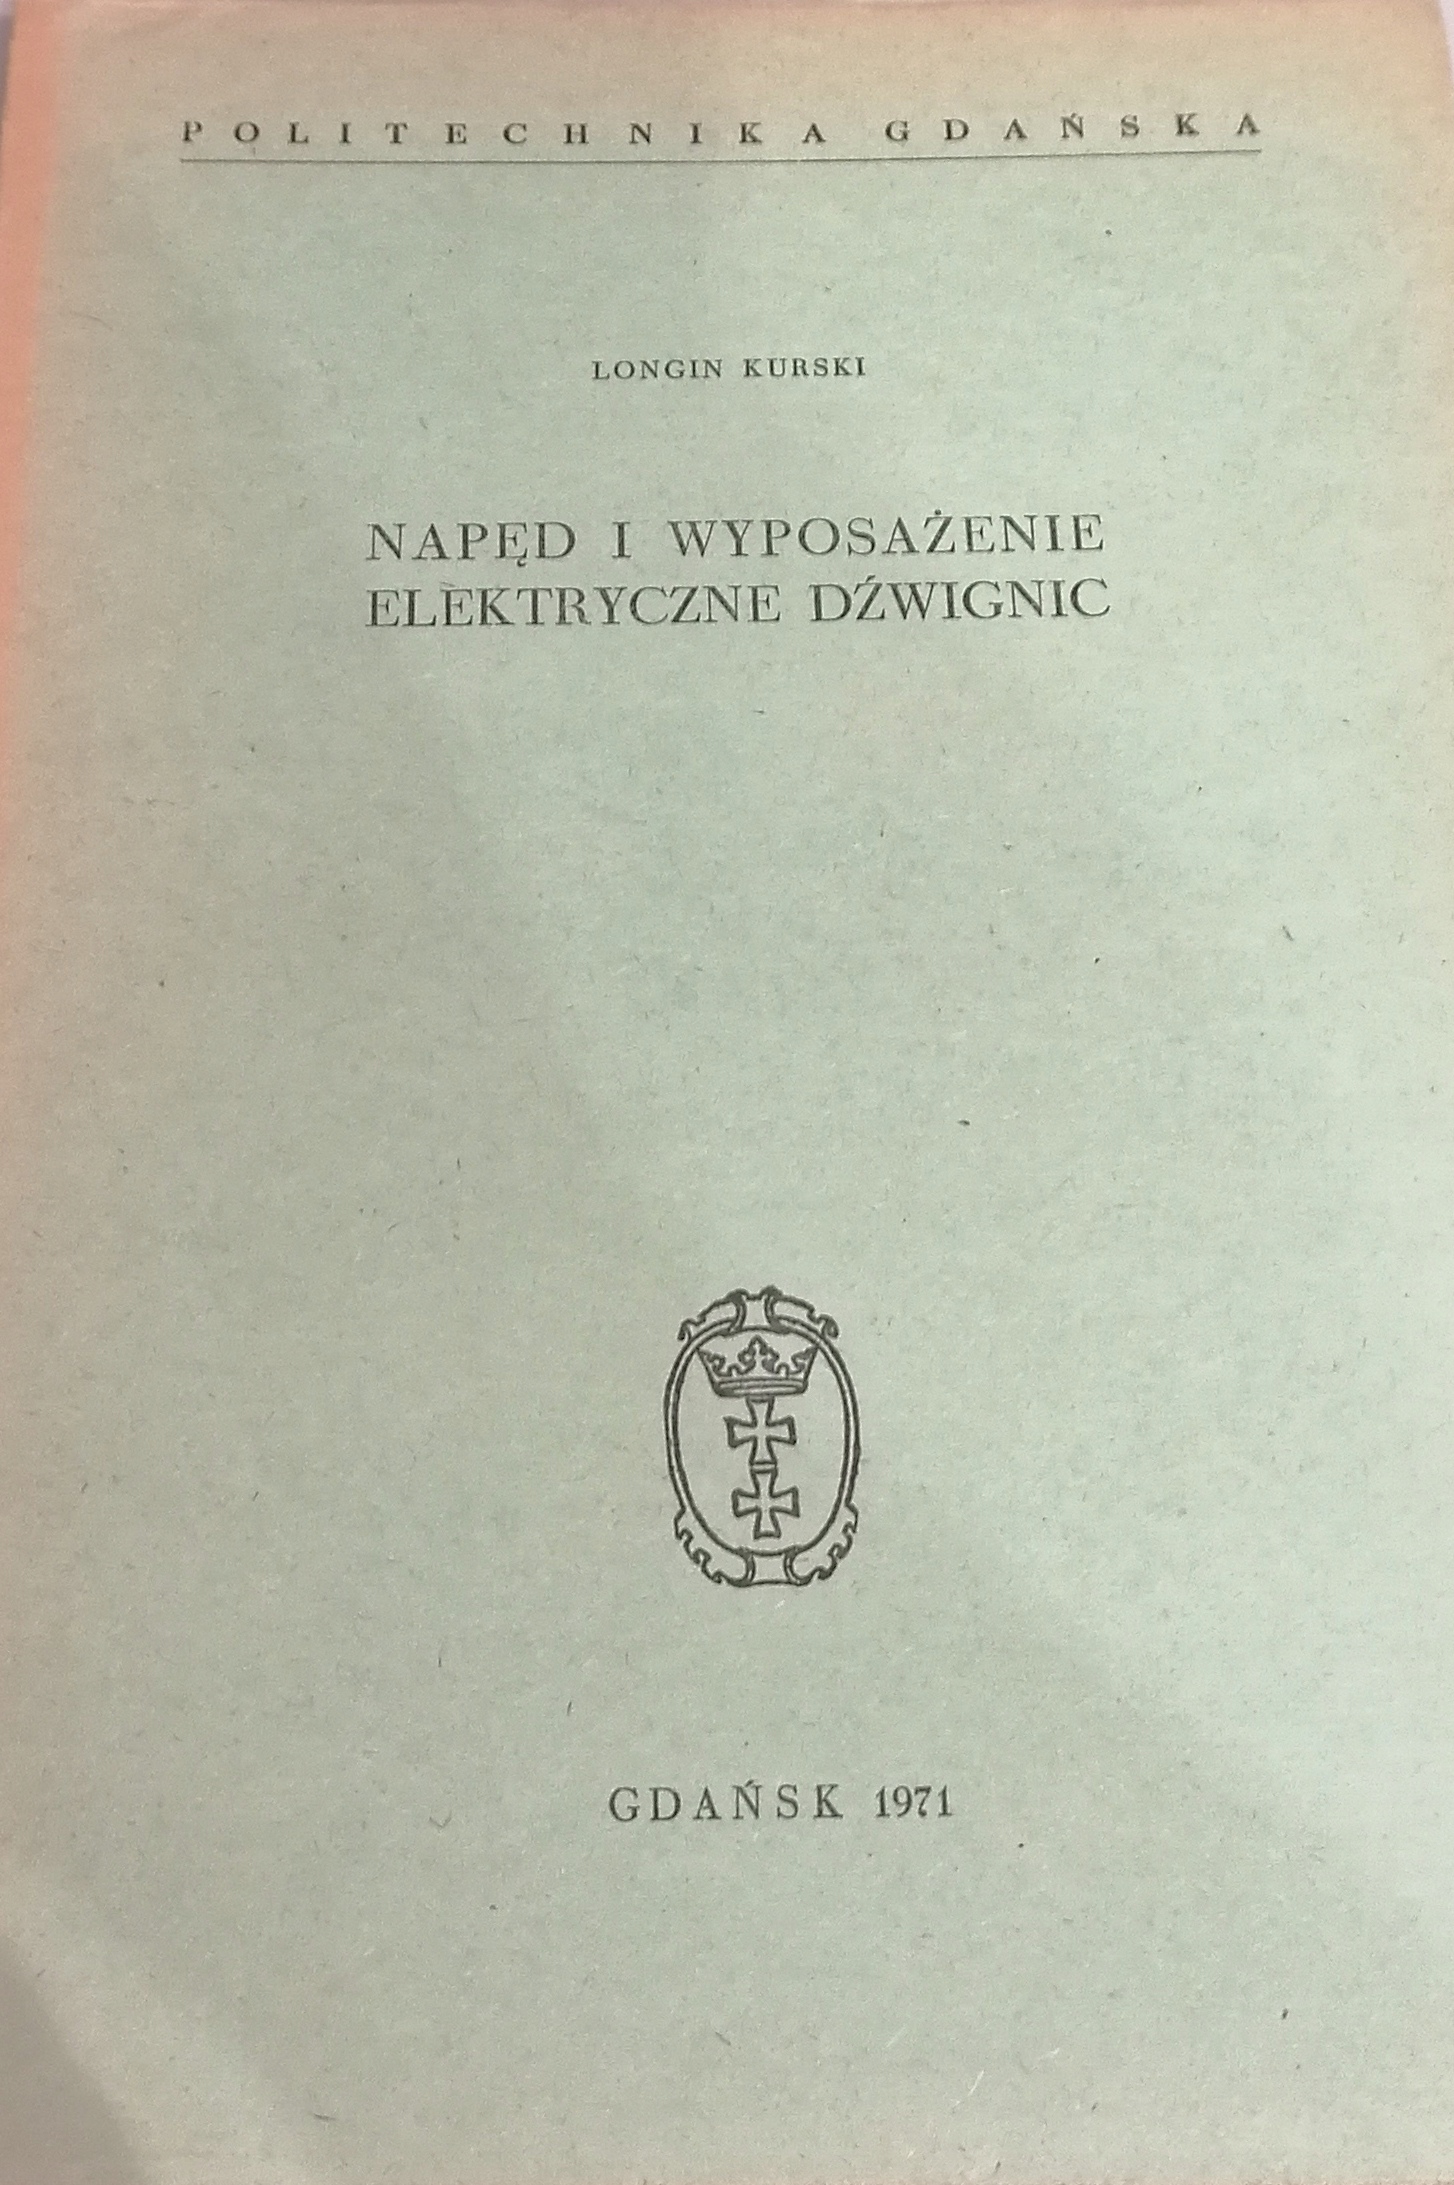 POLITECHNIKA GDAŃSKA
LONGIN KURSKI
NAPĘD I WYPOSAŻENIE
ELEKTRYCZNE DŹWIGNIC
GDAŃSK 1971